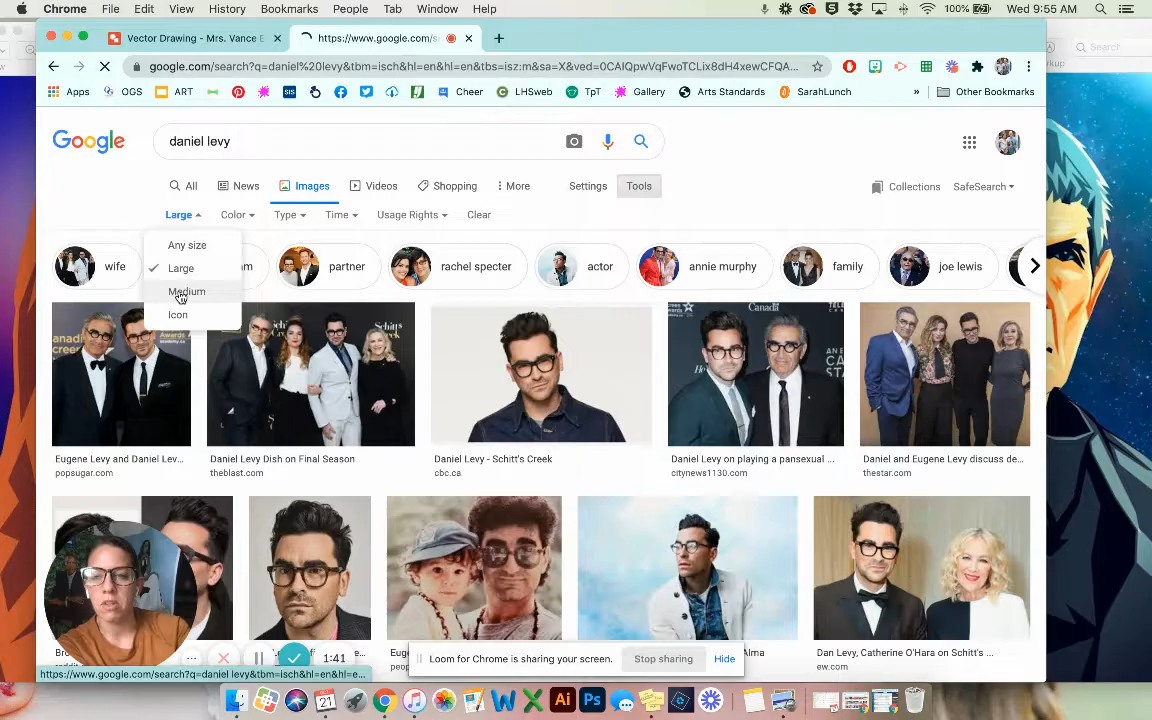 Chrome File Edit View History Bookmarks People Tab Window Help 100% Wed 9:55 AM
Vector Drawing - Mrs. Vance E
https://www.google.com/s
google.com/search?q=daniel%20levy&tbm=isch&hl=en&hl=en&tbs=isz:m&sa=X&ved=0CAIQpwVqFwoTCLix8dH4xewCFQA...
Search
Apps OGS ART SIS Cheer LHSweb TpT Gallery Arts Standards SarahLunch » Other Bookmarks
Google
daniel levy
All News Images Videos Shopping More Settings Tools Collections SafeSearch
Large Color Type Time Usage Rights Clear
Any size
Large
Medium
Icon
wife m partner rachel specter actor annie murphy family joe lewis
Eugene Levy and Daniel Lev...
popsugar.com
Daniel Levy Dish on Final Season
theblast.com
Daniel Levy - Schitt's Creek
cbc.ca
Daniel Levy on playing a pansexual ...
citynews1130.com
Daniel and Eugene Levy discuss de...
thestar.com
Dan Levy, Catherine O'Hara on Schitt's ...
ew.com
1:41
Loom for Chrome is sharing your screen. Stop sharing Hide
https://www.google.com/search?q=daniel levy&tbm=isch&hl=en&hl=e...
21
W X Ai Ps